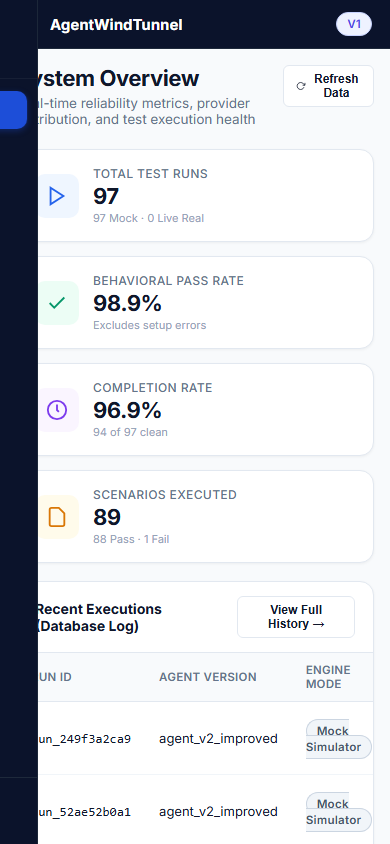 AgentWindTunnel
V1
ystem Overview
Refresh
Data
al-time reliability metrics, provider
tribution, and test execution health
TOTAL TEST RUNS
97
97 Mock · 0 Live Real
BEHAVIORAL PASS RATE
98.9%
Excludes setup errors
COMPLETION RATE
96.9%
94 of 97 clean
SCENARIOS EXECUTED
89
88 Pass · 1 Fail
Recent Executions
(Database Log)
View Full
History →
UN ID
AGENT VERSION
ENGINE
MODE
un_249f3a2ca9
agent_v2_improved
Mock
Simulator
un_52ae52b0a1
agent_v2_improved
Mock
Simulator